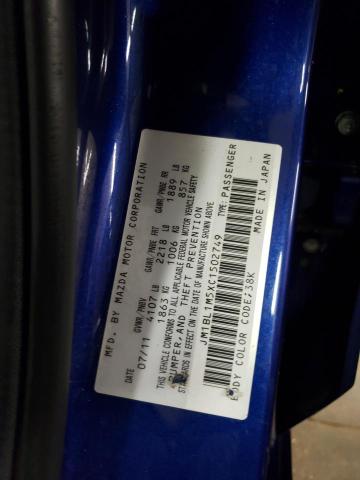 MFD. BY MAZDA MOTOR CORPORATION
DATE GVWR/PNBV GAWR/PNBE FRT GAWR/PNBE RR
07/11 4107 LB 2218 LB 1889 LB
1863 KG 1006 KG 857 KG
THIS VEHICLE CONFORMS TO ALL APPLICABLE FEDERAL MOTOR VEHICLE SAFETY,
BUMPER, AND THEFT PREVENTION
STANDARDS IN EFFECT ON THE DATE OF MANUFACTURE SHOWN ABOVE
JM1BL1M5XC1502749 TYPE:PASSENGER
BODY COLOR CODE:38K MADE IN JAPAN